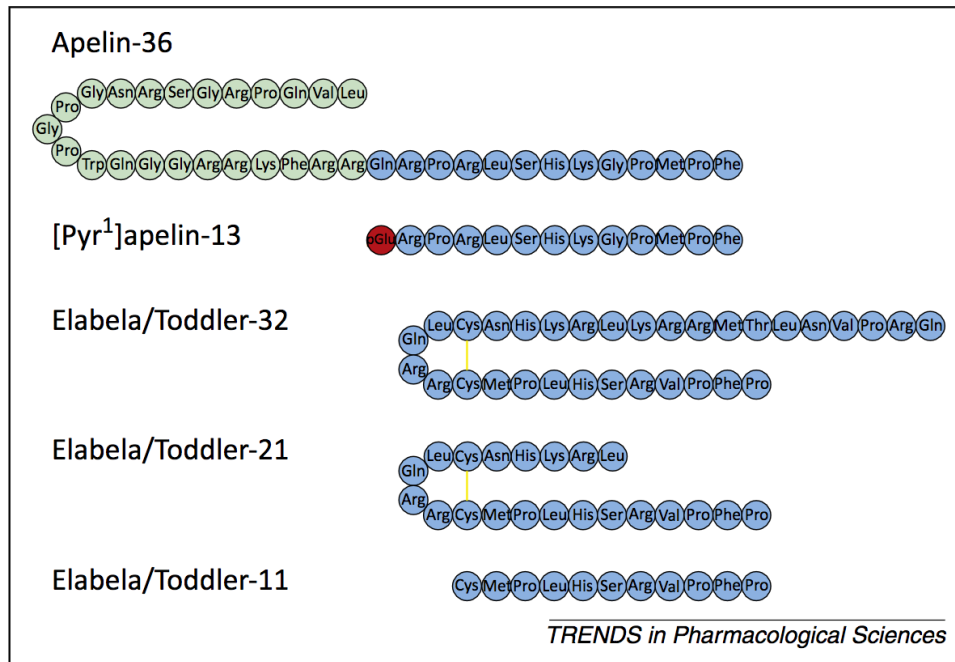 Apelin-36
Gly Asn Arg Ser Gly Arg Pro Gln Val Leu
Pro
Gly
Pro
Trp Gln Gly Gly Arg Arg Lys Phe Arg Arg Gln Arg Pro Arg Leu Ser His Lys Gly Pro Met Pro Phe
[Pyr¹]apelin-13
pGlu Arg Pro Arg Leu Ser His Lys Gly Pro Met Pro Phe
Elabela/Toddler-32
Leu Cys Asn His Lys Arg Leu Lys Arg Arg Met Thr Leu Asn Val Pro Arg Gln
Gln
Arg
Arg Cys Met Pro Leu His Ser Arg Val Pro Phe Pro
Elabela/Toddler-21
Leu Cys Asn His Lys Arg Leu
Gln
Arg
Arg Cys Met Pro Leu His Ser Arg Val Pro Phe Pro
Elabela/Toddler-11
Cys Met Pro Leu His Ser Arg Val Pro Phe Pro
TRENDS in Pharmacological Sciences